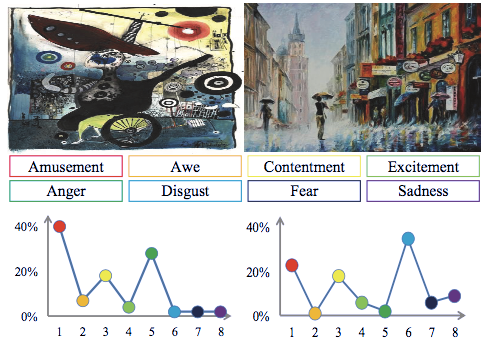 Amusement Awe Contentment Excitement
Anger Disgust Fear Sadness
40% 40%
20% 20%
0% 0%
1 2 3 4 5 6 7 8 1 2 3 4 5 6 7 8